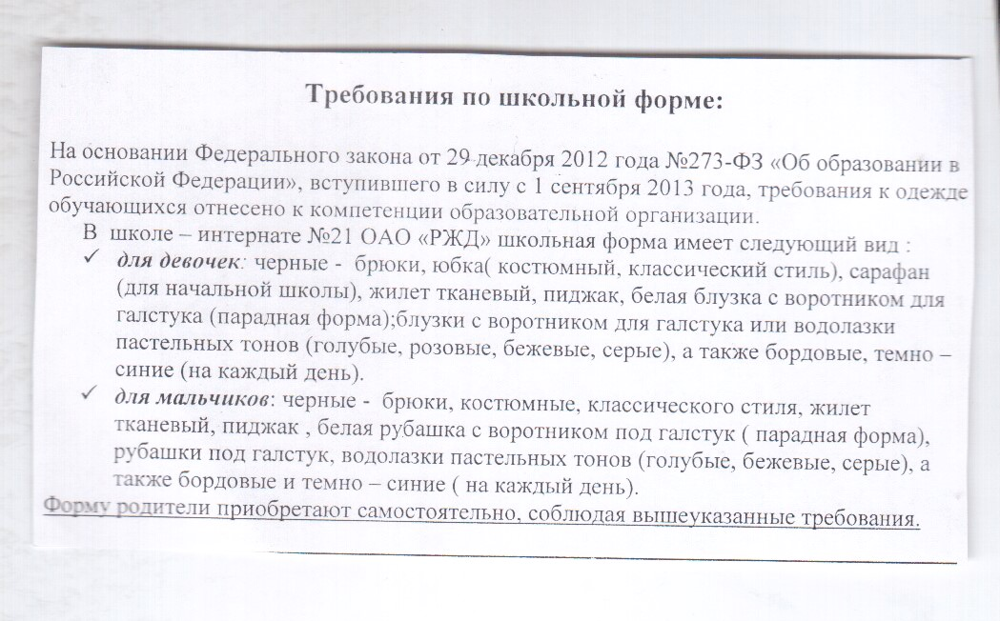 Требования по школьной форме:
На основании Федерального закона от 29 декабря 2012 года №273-ФЗ «Об образовании в
Российской Федерации», вступившего в силу с 1 сентября 2013 года, требования к одежде
обучающихся отнесено к компетенции образовательной организации.
В школе – интернате №21 ОАО «РЖД» школьная форма имеет следующий вид :
✓ для девочек: черные - брюки, юбка( костюмный, классический стиль), сарафан
(для начальной школы), жилет тканевый, пиджак, белая блузка с воротником для
галстука (парадная форма);блузки с воротником для галстука или водолазки
пастельных тонов (голубые, розовые, бежевые, серые), а также бордовые, темно –
синие (на каждый день).
✓ для мальчиков: черные - брюки, костюмные, классического стиля, жилет
тканевый, пиджак , белая рубашка с воротником под галстук ( парадная форма),
рубашки под галстук, водолазки пастельных тонов (голубые, бежевые, серые), а
также бордовые и темно – синие ( на каждый день).
Форму родители приобретают самостоятельно, соблюдая вышеуказанные требования.